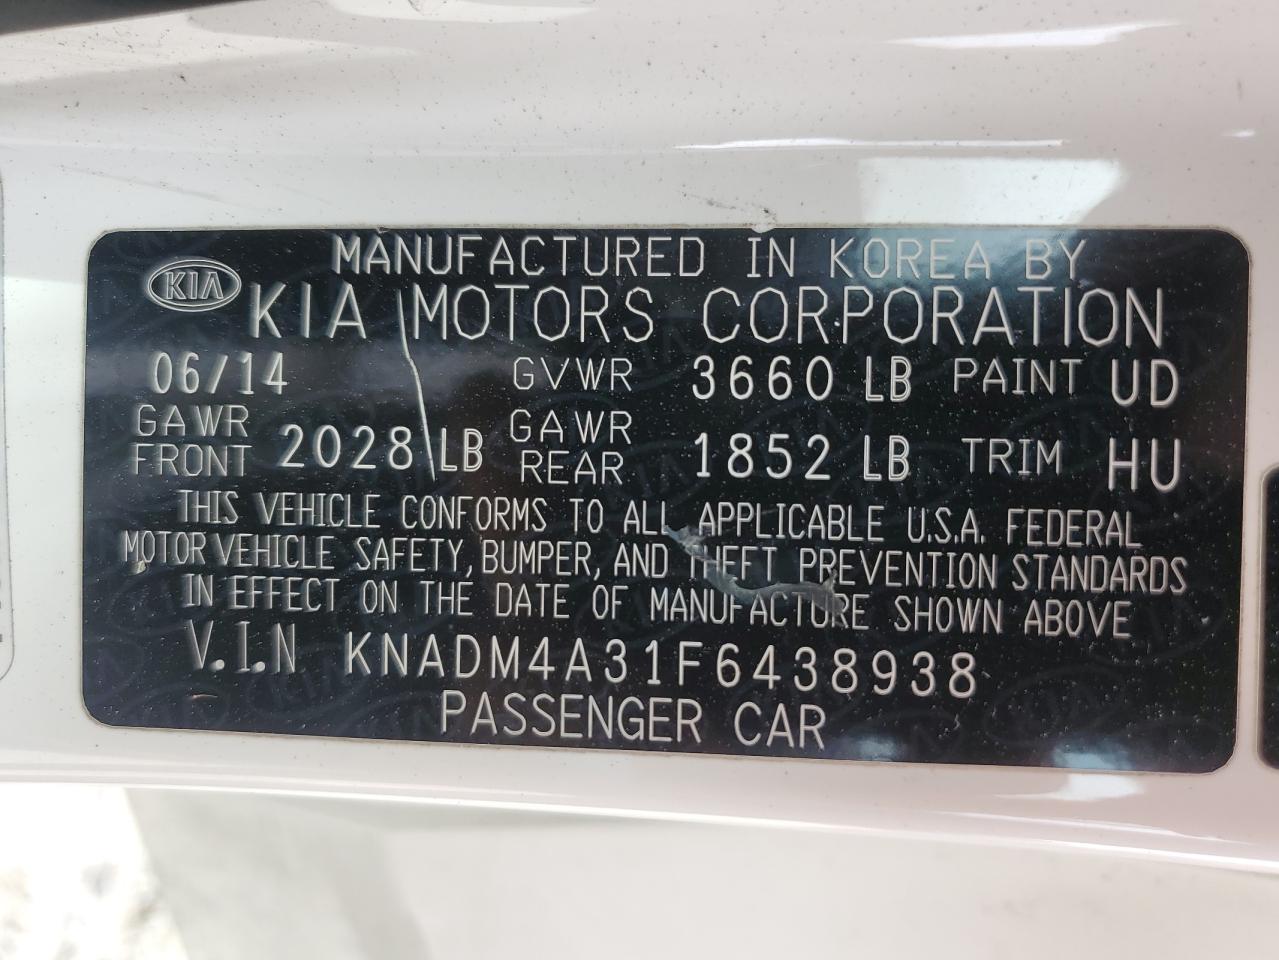 MANUFACTURED IN KOREA BY
KIA KIA MOTORS CORPORATION
06/14 GVWR 3660 LB PAINT UD
GAWR FRONT 2028 LB GAWR REAR 1852 LB TRIM HU
THIS VEHICLE CONFORMS TO ALL APPLICABLE U.S.A. FEDERAL
MOTOR VEHICLE SAFETY, BUMPER, AND THEFT PREVENTION STANDARDS
IN EFFECT ON THE DATE OF MANUFACTURE SHOWN ABOVE
V.I.N KNADM4A31F6438938
PASSENGER CAR